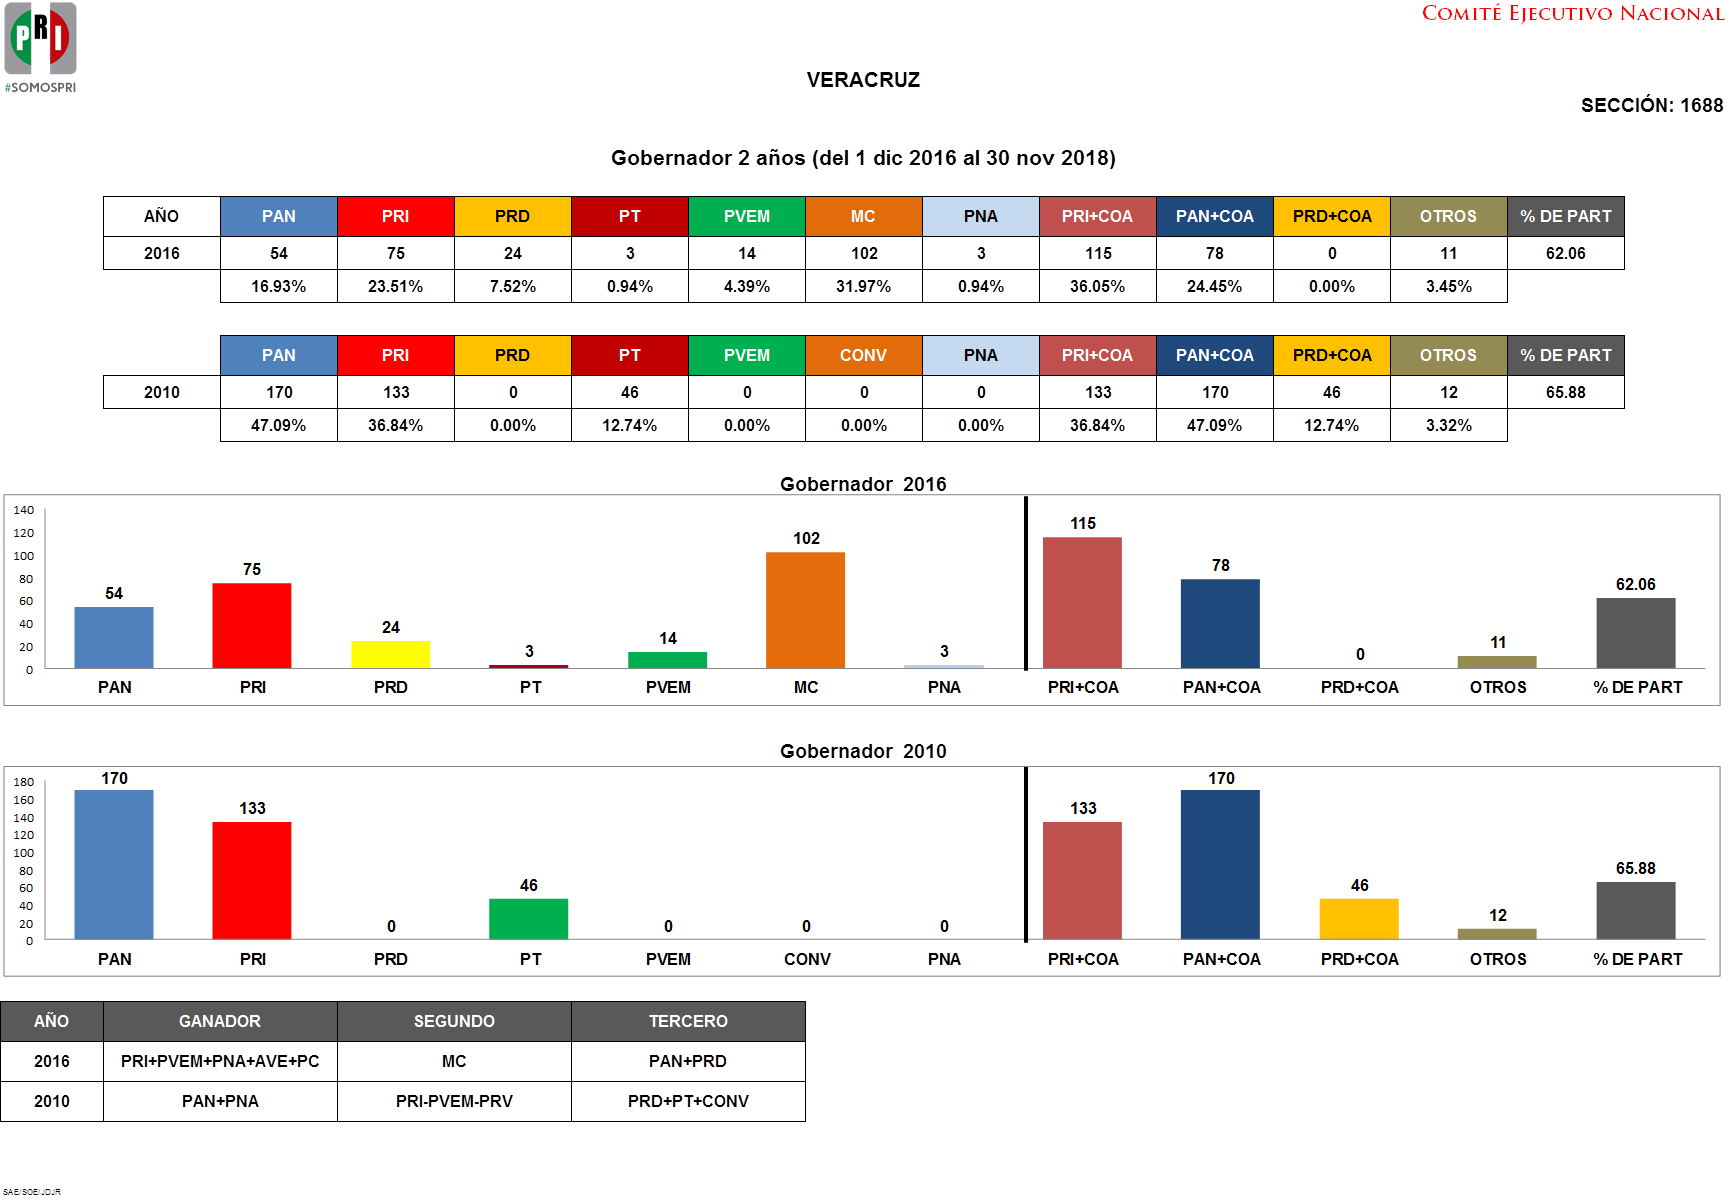 COMITÉ EJECUTIVO NACIONAL
PRI
#SOMOSPRI
VERACRUZ
SECCIÓN: 1688
Gobernador 2 años (del 1 dic 2016 al 30 nov 2018)
AÑO PAN PRI PRD PT PVEM MC PNA PRI+COA PAN+COA PRD+COA OTROS % DE PART
2016 54 75 24 3 14 102 3 115 78 0 11 62.06
16.93% 23.51% 7.52% 0.94% 4.39% 31.97% 0.94% 36.05% 24.45% 0.00% 3.45%
PAN PRI PRD PT PVEM CONV PNA PRI+COA PAN+COA PRD+COA OTROS % DE PART
2010 170 133 0 46 0 0 0 133 170 46 12 65.88
47.09% 36.84% 0.00% 12.74% 0.00% 0.00% 0.00% 36.84% 47.09% 12.74% 3.32%
Gobernador 2016
140
120
100
80
60
40
20
0
54 75 24 3 14 102 3 115 78 0 11 62.06
PAN PRI PRD PT PVEM MC PNA PRI+COA PAN+COA PRD+COA OTROS % DE PART
Gobernador 2010
180
160
140
120
100
80
60
40
20
0
170 133 0 46 0 0 0 133 170 46 12 65.88
PAN PRI PRD PT PVEM CONV PNA PRI+COA PAN+COA PRD+COA OTROS % DE PART
AÑO GANADOR SEGUNDO TERCERO
2016 PRI+PVEM+PNA+AVE+PC MC PAN+PRD
2010 PAN+PNA PRI-PVEM-PRV PRD+PT+CONV
SAE/SOE/JDJR